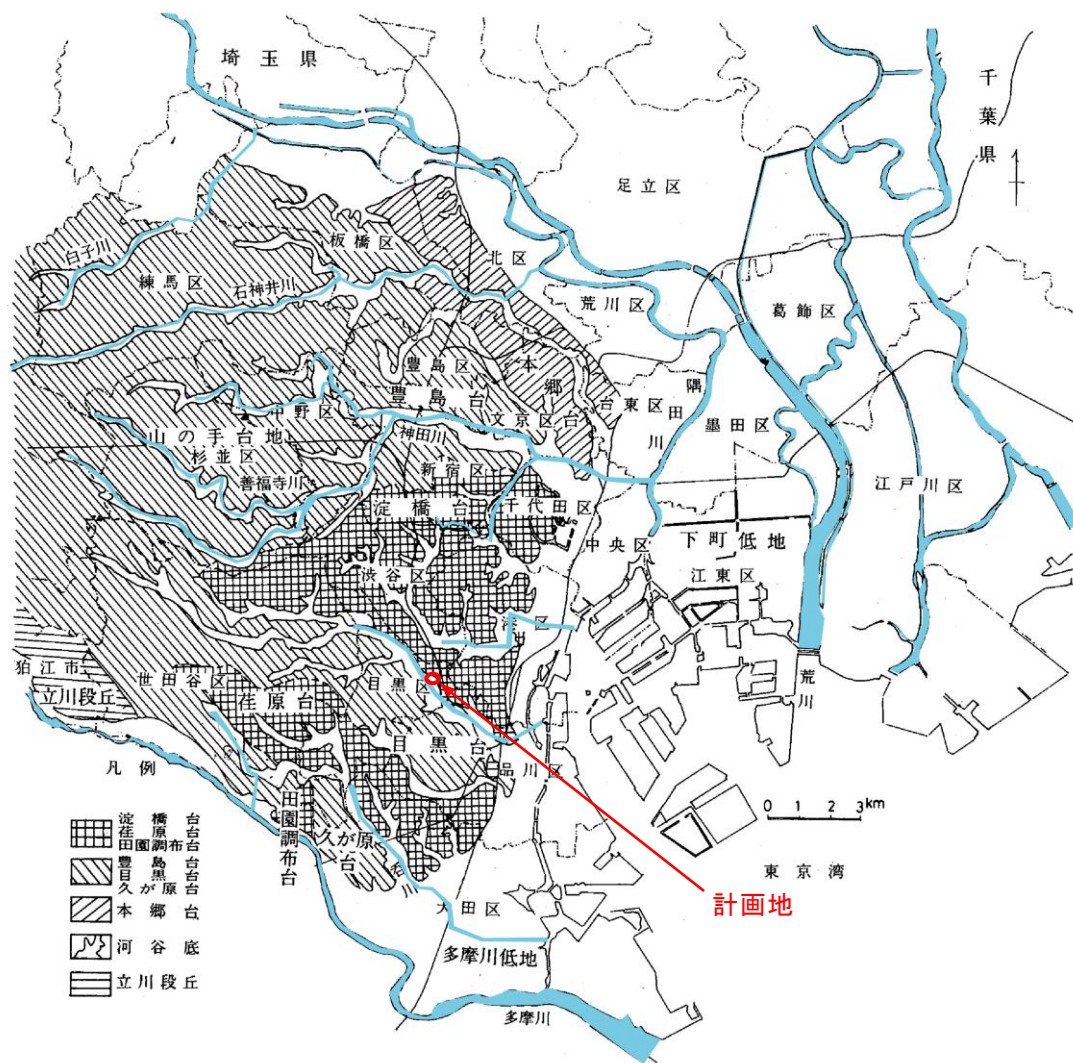 埼玉県
千葉県
足立区
白子川
板橋区
北区
練馬区
石神井川
荒川区
葛飾区
豊島区
本郷台
豊島台
中野区
文京区
台東区
隅田川
墨田区
山の手台地
神田川
杉並区
善福寺川
新宿区
江戸川区
淀橋台
千代田区
中央区
下町低地
渋谷区
江東区
港区
狛江市
世田谷区
目黒区
荒川
立川段丘
荏原台
目黒台
品川区
凡例
田園調布台
久が原台
0 1 2 3km
東京湾
淀橋台
荏原台
田園調布台
豊島台
目黒台
久が原台
本郷台
河谷底
立川段丘
計画地
大田区
多摩川低地
多摩川